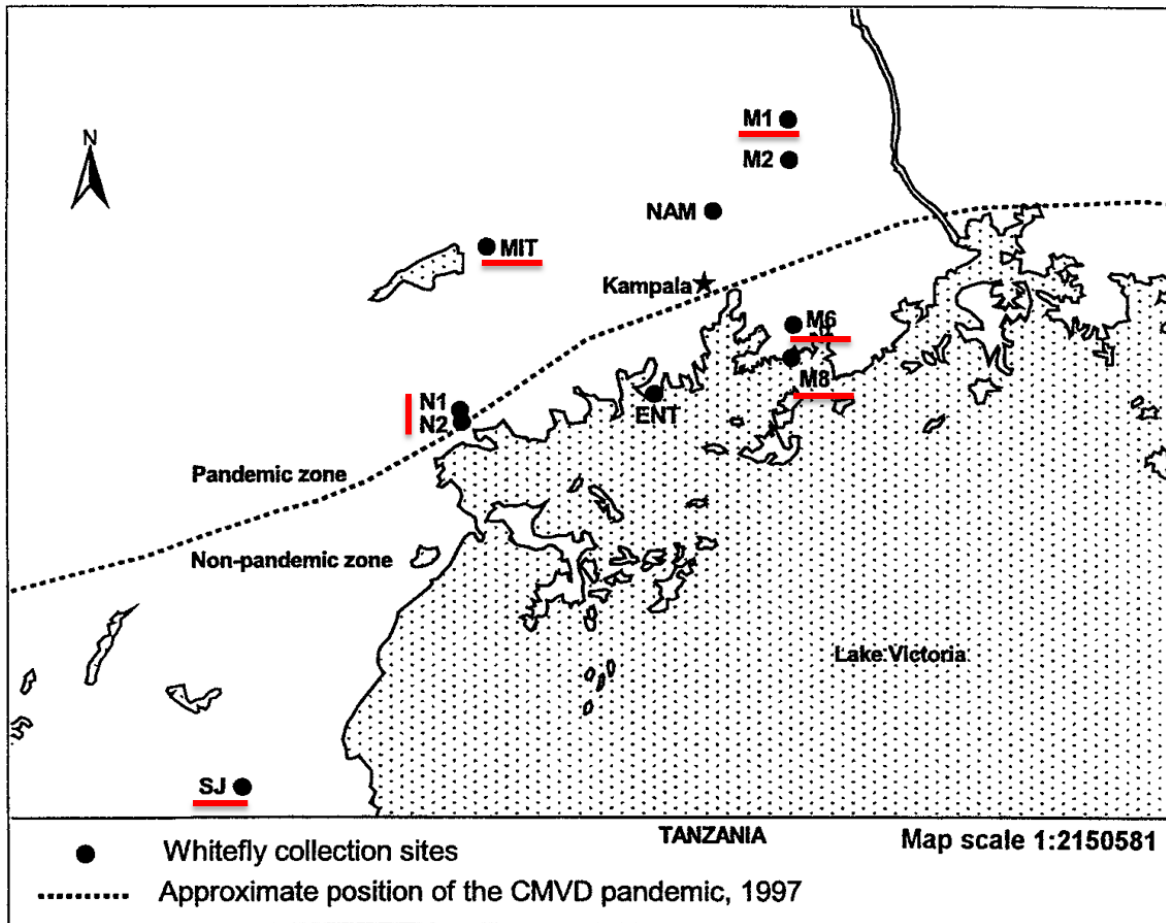 N
M1
M2
NAM
MIT
Kampala
M6
M8
N1
N2
ENT
Pandemic zone
Non-pandemic zone
Lake Victoria
SJ
TANZANIA
Map scale 1:2150581
Whitefly collection sites
Approximate position of the CMVD pandemic, 1997